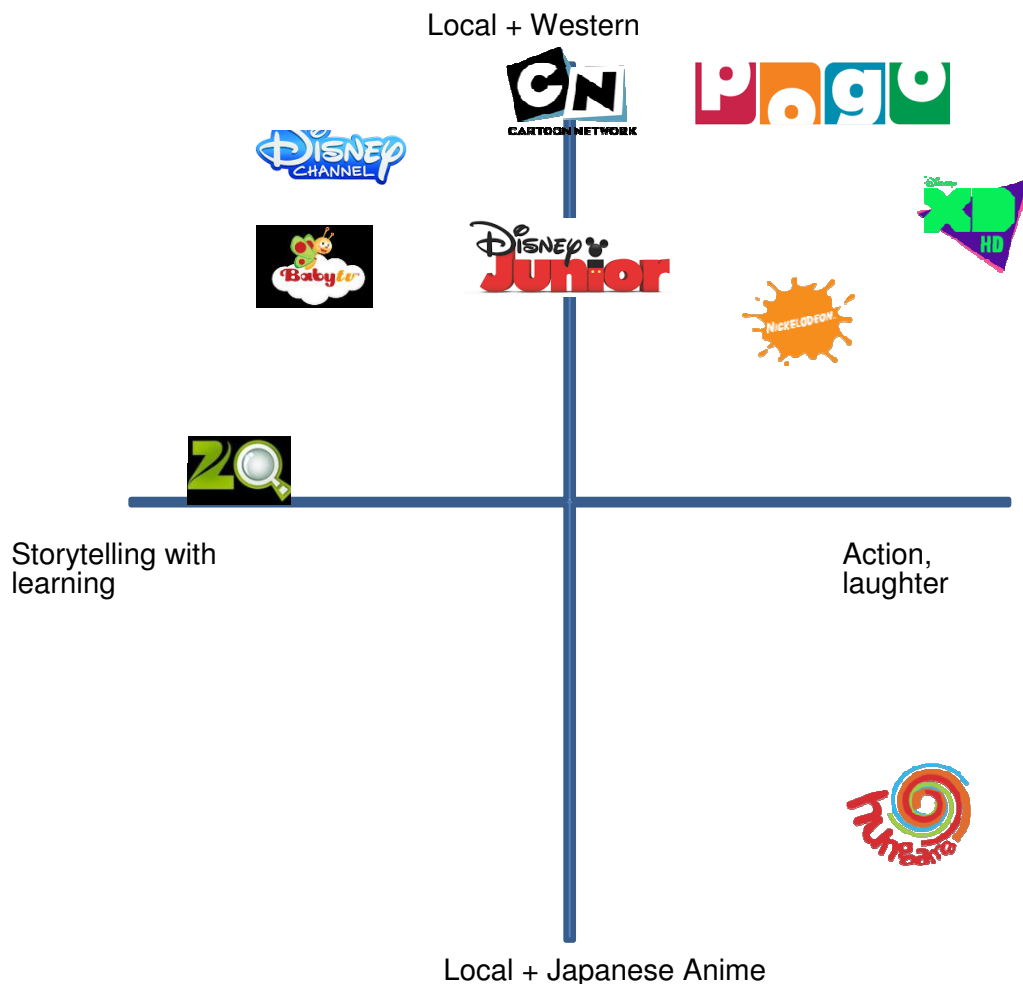 Local + Western
CN
CARTOON NETWORK
Pogo
Disney
CHANNEL
Disney
XD
HD
Babytv
Disney
Junior
NICKELODEON
ZQ
Storytelling with
learning
Action,
laughter
hungama
Local + Japanese Anime